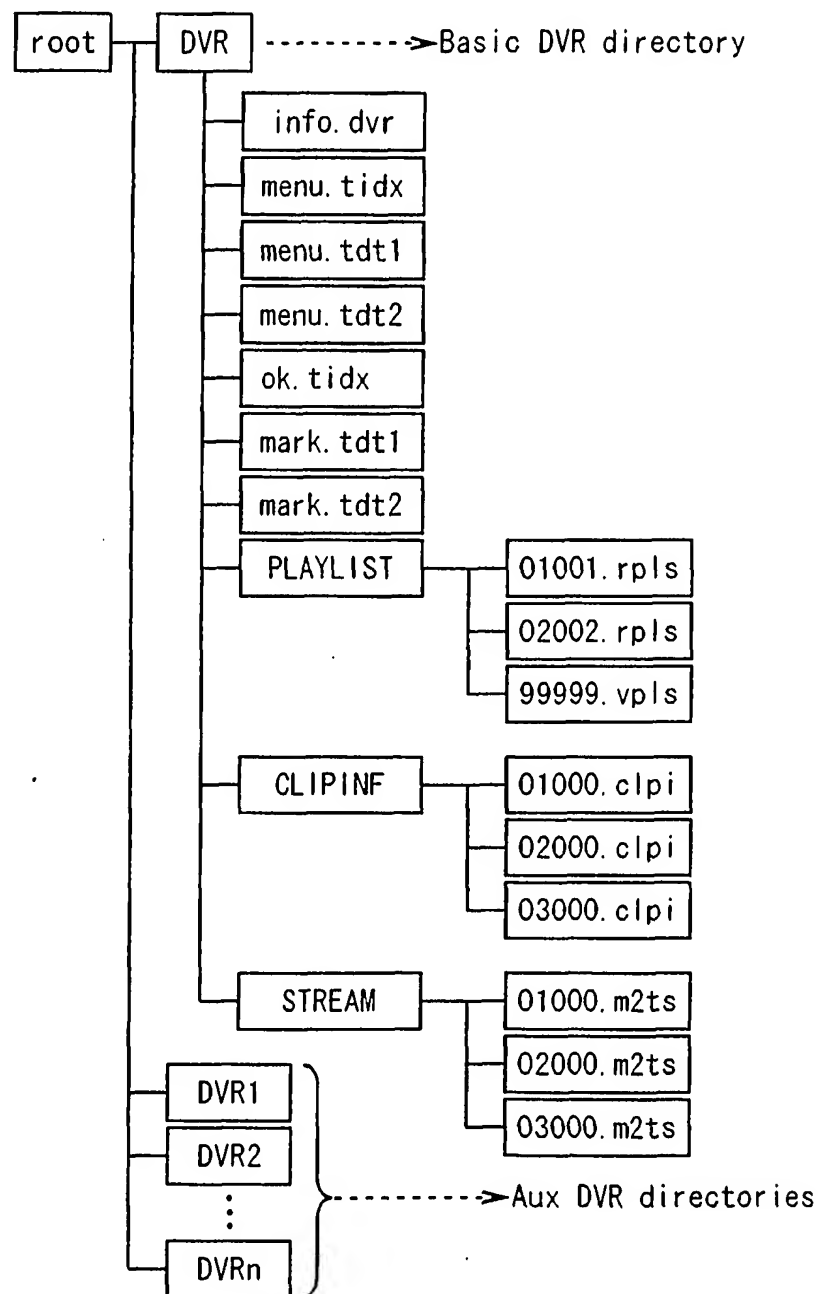 root
DVR
Basic DVR directory
info.dvr
menu.tidx
menu.tdt1
menu.tdt2
ok.tidx
mark.tdt1
mark.tdt2
PLAYLIST
01001.rpls
02002.rpls
99999.vpls
CLIPINF
01000.clpi
02000.clpi
03000.clpi
STREAM
01000.m2ts
02000.m2ts
03000.m2ts
DVR1
DVR2
⋮
DVRn
Aux DVR directories